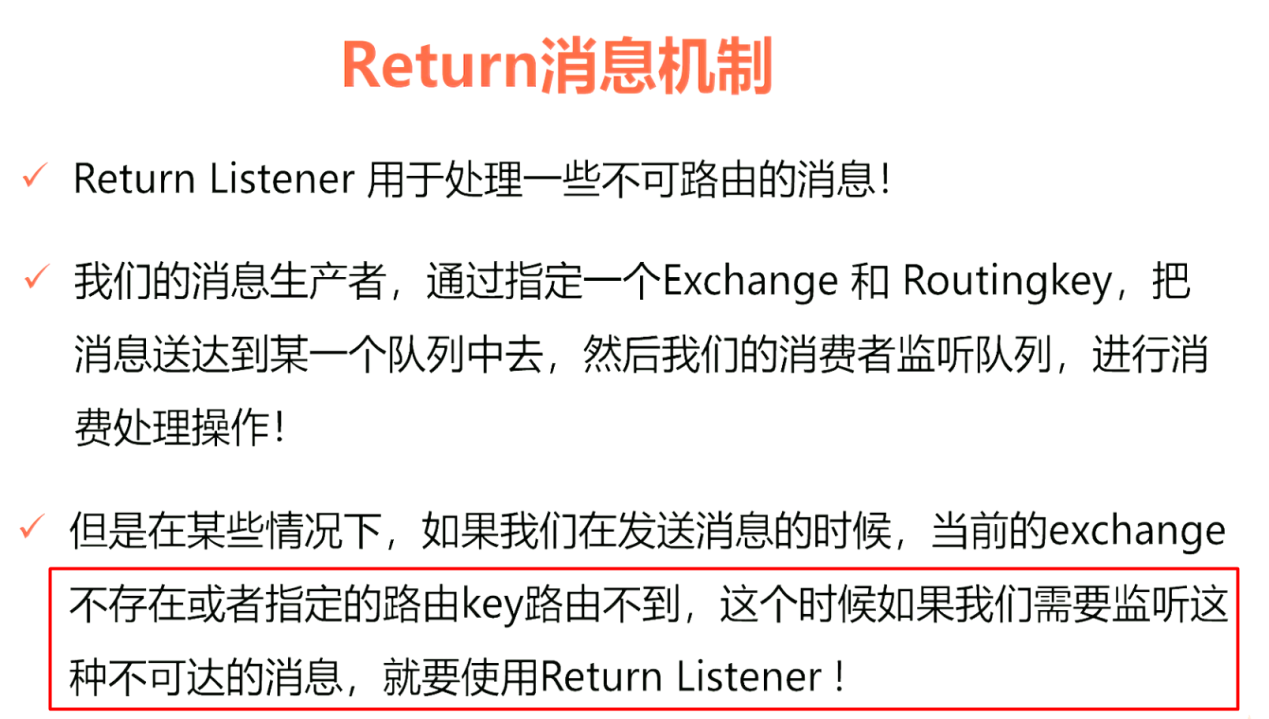 Return消息机制
Return Listener 用于处理一些不可路由的消息！
我们的消息生产者，通过指定一个Exchange 和 Routingkey，把
消息送达到某一个队列中去，然后我们的消费者监听队列，进行消
费处理操作！
但是在某些情况下，如果我们在发送消息的时候，当前的exchange
不存在或者指定的路由key路由不到，这个时候如果我们需要监听这
种不可达的消息，就要使用Return Listener！